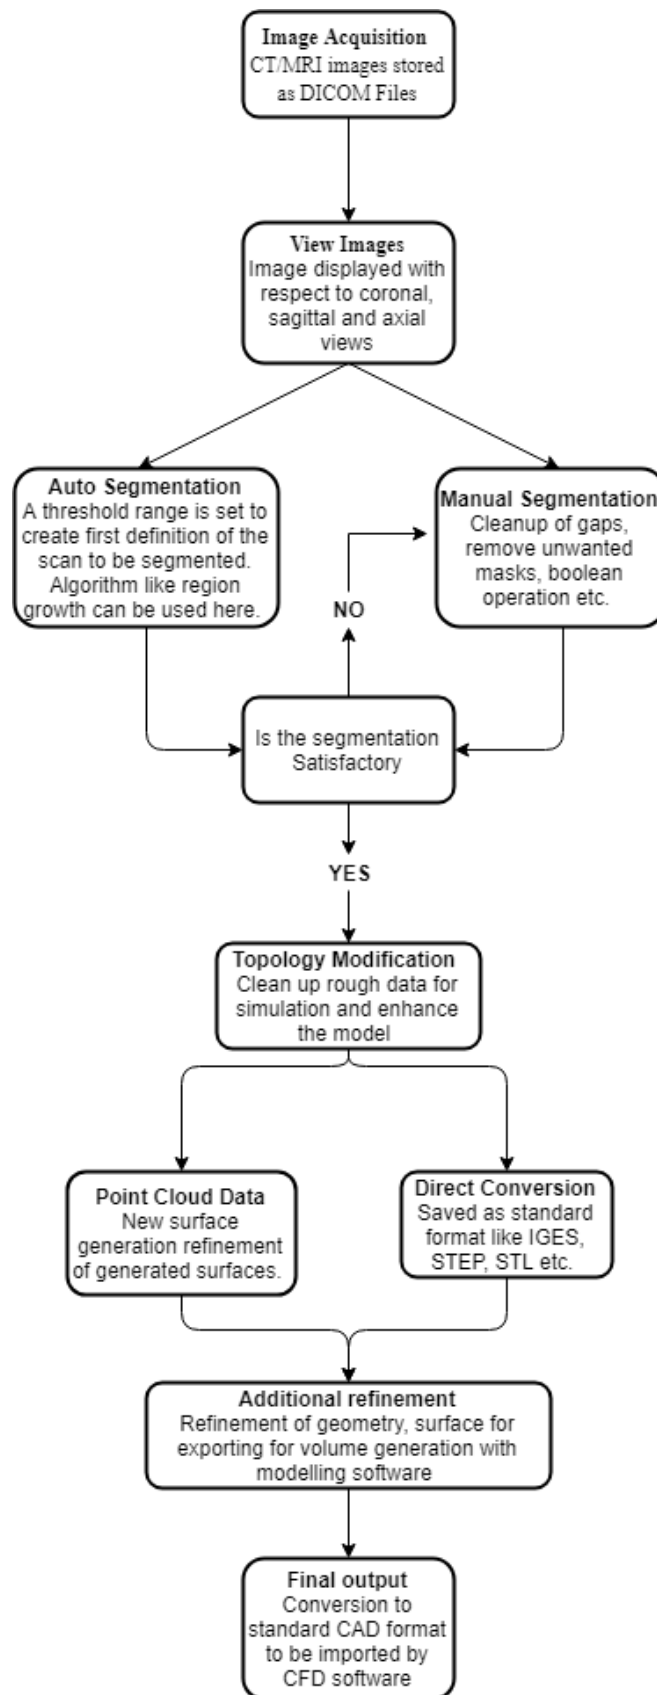 Image Acquisition
CT/MRI images stored
as DICOM Files
View Images
Image displayed with
respect to coronal,
sagittal and axial
views
Auto Segmentation
A threshold range is set to
create first definition of the
scan to be segmented.
Algorithm like region
growth can be used here.
Manual Segmentation
Cleanup of gaps,
remove unwanted
masks, boolean
operation etc.
NO
Is the segmentation
Satisfactory
YES
Topology Modification
Clean up rough data for
simulation and enhance
the model
Point Cloud Data
New surface
generation refinement
of generated surfaces.
Direct Conversion
Saved as standard
format like IGES,
STEP, STL etc.
Additional refinement
Refinement of geometry, surface for
exporting for volume generation with
modelling software
Final output
Conversion to
standard CAD format
to be imported by
CFD software